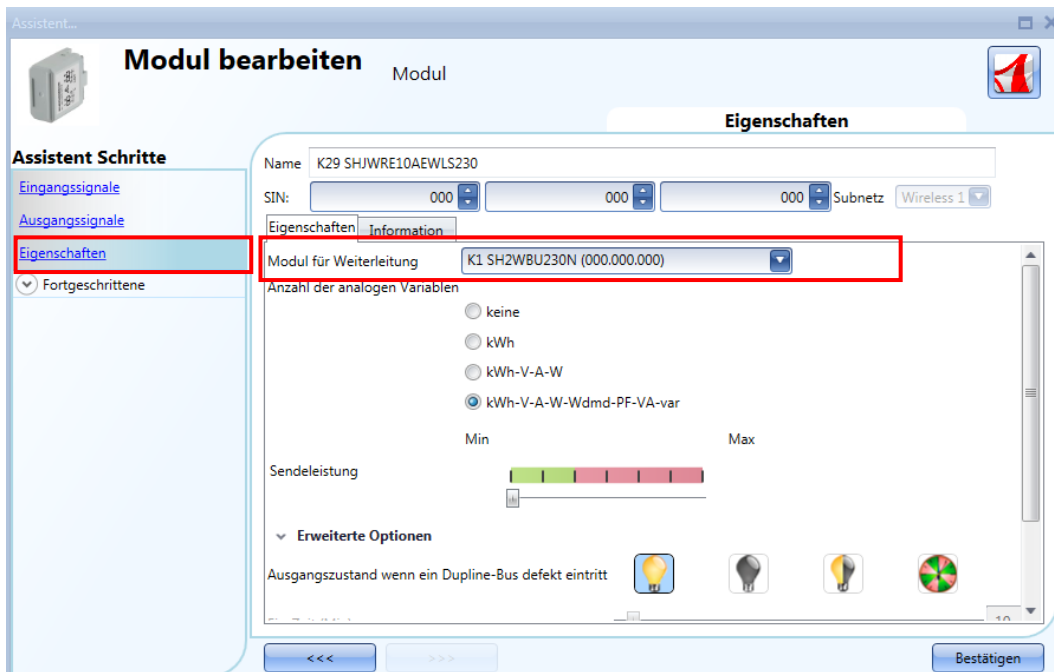 Assistent...
Modul bearbeiten Modul
Eigenschaften
Assistent Schritte
Eingangssignale
Ausgangssignale
Eigenschaften
Fortgeschrittene
Name K29 SHJWRE10AEWLS230
SIN: 000 000 000 Subnetz Wireless 1
Eigenschaften Information
Modul für Weiterleitung K1 SH2WBU230N (000.000.000)
Anzahl der analogen Variablen
keine
kWh
kWh-V-A-W
kWh-V-A-W-Wdmd-PF-VA-var
Min Max
Sendeleistung
Erweiterte Optionen
Ausgangszustand wenn ein Dupline-Bus defekt eintritt
<<< >>> Bestätigen